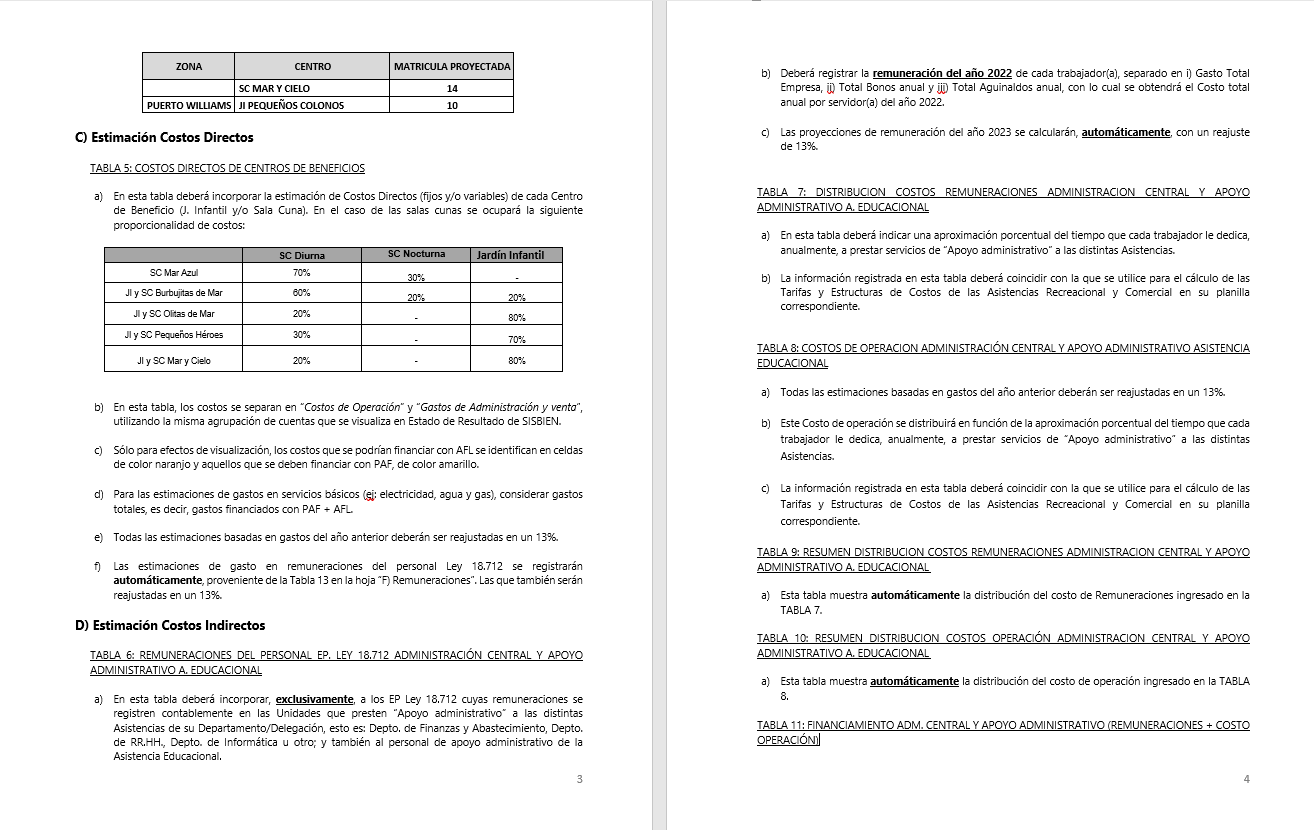 ZONA CENTRO MATRICULA PROYECTADA
SC MAR Y CIELO 14
PUERTO WILLIAMS JI PEQUEÑOS COLONOS 10
C) Estimación Costos Directos
TABLA 5: COSTOS DIRECTOS DE CENTROS DE BENEFICIOS
a) En esta tabla deberá incorporar la estimación de Costos Directos (fijos y/o variables) de cada Centro
de Beneficio (J. Infantil y/o Sala Cuna). En el caso de las salas cunas se ocupará la siguiente
proporcionalidad de costos:
SC Diurna SC Nocturna Jardín Infantil
SC Mar Azul 70% 30% -
JI y SC Burbujitas de Mar 60% 20% 20%
JI y SC Olitas de Mar 20% - 80%
JI y SC Pequeños Héroes 30% - 70%
JI y SC Mar y Cielo 20% - 80%
b) En esta tabla, los costos se separan en "Costos de Operación" y "Gastos de Administración y venta",
utilizando la misma agrupación de cuentas que se visualiza en Estado de Resultado de SISBIEN.
c) Sólo para efectos de visualización, los costos que se podrían financiar con AFL se identifican en celdas
de color naranjo y aquellos que se deben financiar con PAF, de color amarillo.
d) Para las estimaciones de gastos en servicios básicos (ej: electricidad, agua y gas), considerar gastos
totales, es decir, gastos financiados con PAF + AFL.
e) Todas las estimaciones basadas en gastos del año anterior deberán ser reajustadas en un 13%.
f) Las estimaciones de gasto en remuneraciones del personal Ley 18.712 se registrarán
automáticamente, proveniente de la Tabla 13 en la hoja "F) Remuneraciones". Las que también serán
reajustadas en un 13%.
D) Estimación Costos Indirectos
TABLA 6: REMUNERACIONES DEL PERSONAL EP. LEY 18.712 ADMINISTRACIÓN CENTRAL Y APOYO
ADMINISTRATIVO A. EDUCACIONAL
a) En esta tabla deberá incorporar, exclusivamente, a los EP Ley 18.712 cuyas remuneraciones se
registren contablemente en las Unidades que presten "Apoyo administrativo" a las distintas
Asistencias de su Departamento/Delegación, esto es: Depto. de Finanzas y Abastecimiento, Depto.
de RR.HH., Depto. de Informática u otro; y también al personal de apoyo administrativo de la
Asistencia Educacional.
3
b) Deberá registrar la remuneración del año 2022 de cada trabajador(a), separado en i) Gasto Total
Empresa, ii) Total Bonos anual y iii) Total Aguinaldos anual, con lo cual se obtendrá el Costo total
anual por servidor(a) del año 2022.
c) Las proyecciones de remuneración del año 2023 se calcularán, automáticamente, con un reajuste
de 13%.
TABLA 7: DISTRIBUCION COSTOS REMUNERACIONES ADMINISTRACION CENTRAL Y APOYO
ADMINISTRATIVO A. EDUCACIONAL
a) En esta tabla deberá indicar una aproximación porcentual del tiempo que cada trabajador le dedica,
anualmente, a prestar servicios de "Apoyo administrativo" a las distintas Asistencias.
b) La información registrada en esta tabla deberá coincidir con la que se utilice para el cálculo de las
Tarifas y Estructuras de Costos de las Asistencias Recreacional y Comercial en su planilla
correspondiente.
TABLA 8: COSTOS DE OPERACION ADMINISTRACIÓN CENTRAL Y APOYO ADMINISTRATIVO ASISTENCIA
EDUCACIONAL
a) Todas las estimaciones basadas en gastos del año anterior deberán ser reajustadas en un 13%.
b) Este Costo de operación se distribuirá en función de la aproximación porcentual del tiempo que cada
trabajador le dedica, anualmente, a prestar servicios de "Apoyo administrativo" a las distintas
Asistencias.
c) La información registrada en esta tabla deberá coincidir con la que se utilice para el cálculo de las
Tarifas y Estructuras de Costos de las Asistencias Recreacional y Comercial en su planilla
correspondiente.
TABLA 9: RESUMEN DISTRIBUCION COSTOS REMUNERACIONES ADMINISTRACION CENTRAL Y APOYO
ADMINISTRATIVO A. EDUCACIONAL
a) Esta tabla muestra automáticamente la distribución del costo de Remuneraciones ingresado en la
TABLA 7.
TABLA 10: RESUMEN DISTRIBUCION COSTOS OPERACIÓN ADMINISTRACION CENTRAL Y APOYO
ADMINISTRATIVO A. EDUCACIONAL
a) Esta tabla muestra automáticamente la distribución del costo de operación ingresado en la TABLA
8.
TABLA 11: FINANCIAMIENTO ADM. CENTRAL Y APOYO ADMINISTRATIVO (REMUNERACIONES + COSTO
OPERACIÓN)
4